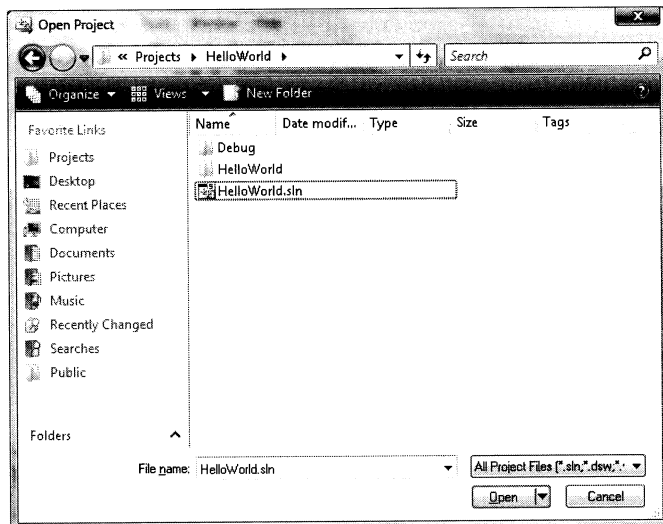 Open Project
« Projects ▸ HelloWorld ▸
Search
Organize
Views
New Folder
?
Favorite Links
Projects
Desktop
Recent Places
Computer
Documents
Pictures
Music
Recently Changed
Searches
Public
Folders
Name Date modif... Type Size Tags
Debug
HelloWorld
HelloWorld.sln
File name: HelloWorld.sln
All Project Files (*.sln;*.dsw;*.
Open
Cancel